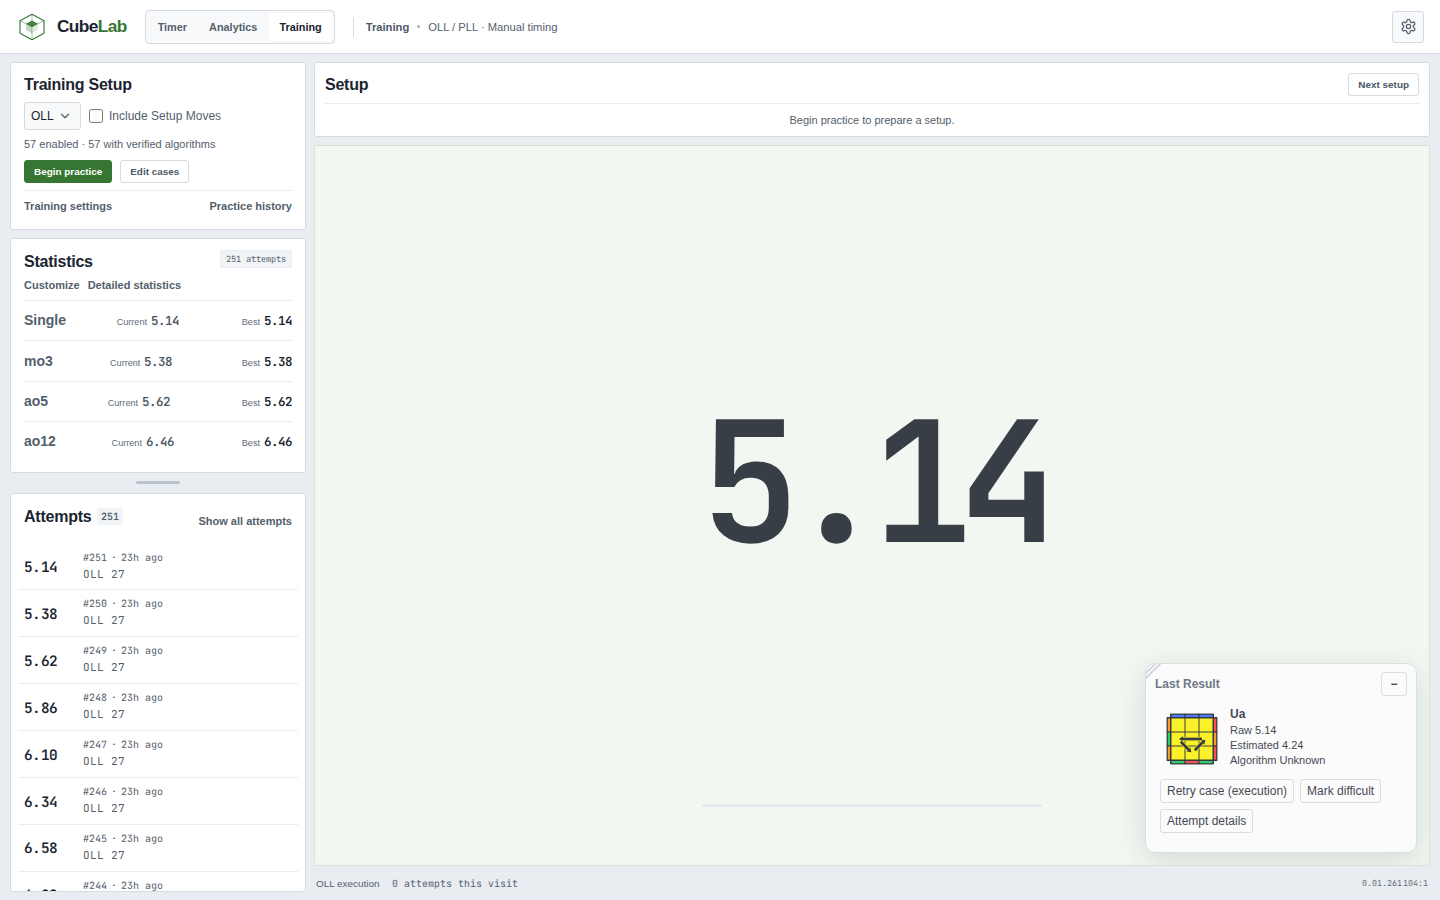 CubeLab
Timer Analytics Training
Training • OLL / PLL · Manual timing
Training Setup
OLL
Include Setup Moves
57 enabled · 57 with verified algorithms
Begin practice
Edit cases
Training settings
Practice history
Statistics
251 attempts
Customize Detailed statistics
Single Current 5.14 Best 5.14
mo3 Current 5.38 Best 5.38
ao5 Current 5.62 Best 5.62
ao12 Current 6.46 Best 6.46
Attempts 251
Show all attempts
5.14 #251 · 23h ago
OLL 27
5.38 #250 · 23h ago
OLL 27
5.62 #249 · 23h ago
OLL 27
5.86 #248 · 23h ago
OLL 27
6.10 #247 · 23h ago
OLL 27
6.34 #246 · 23h ago
OLL 27
6.58 #245 · 23h ago
OLL 27
#244 · 23h ago
Setup
Next setup
Begin practice to prepare a setup.
5.14
Last Result
–
Ua
Raw 5.14
Estimated 4.24
Algorithm Unknown
Retry case (execution)
Mark difficult
Attempt details
OLL execution 0 attempts this visit
0.01.261104:1